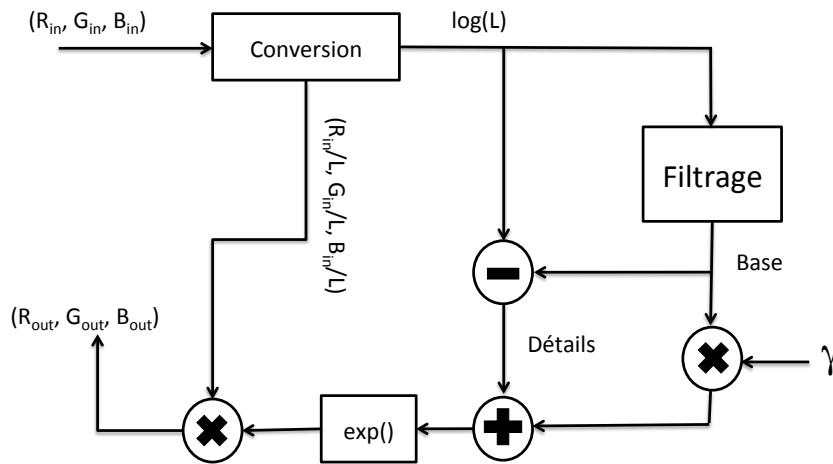 (R_in, G_in, B_in)
Conversion
log(L)
(R_in/L, G_in/L, B_in/L)
Filtrage
Base
(R_out, G_out, B_out)
Détails
γ
exp()